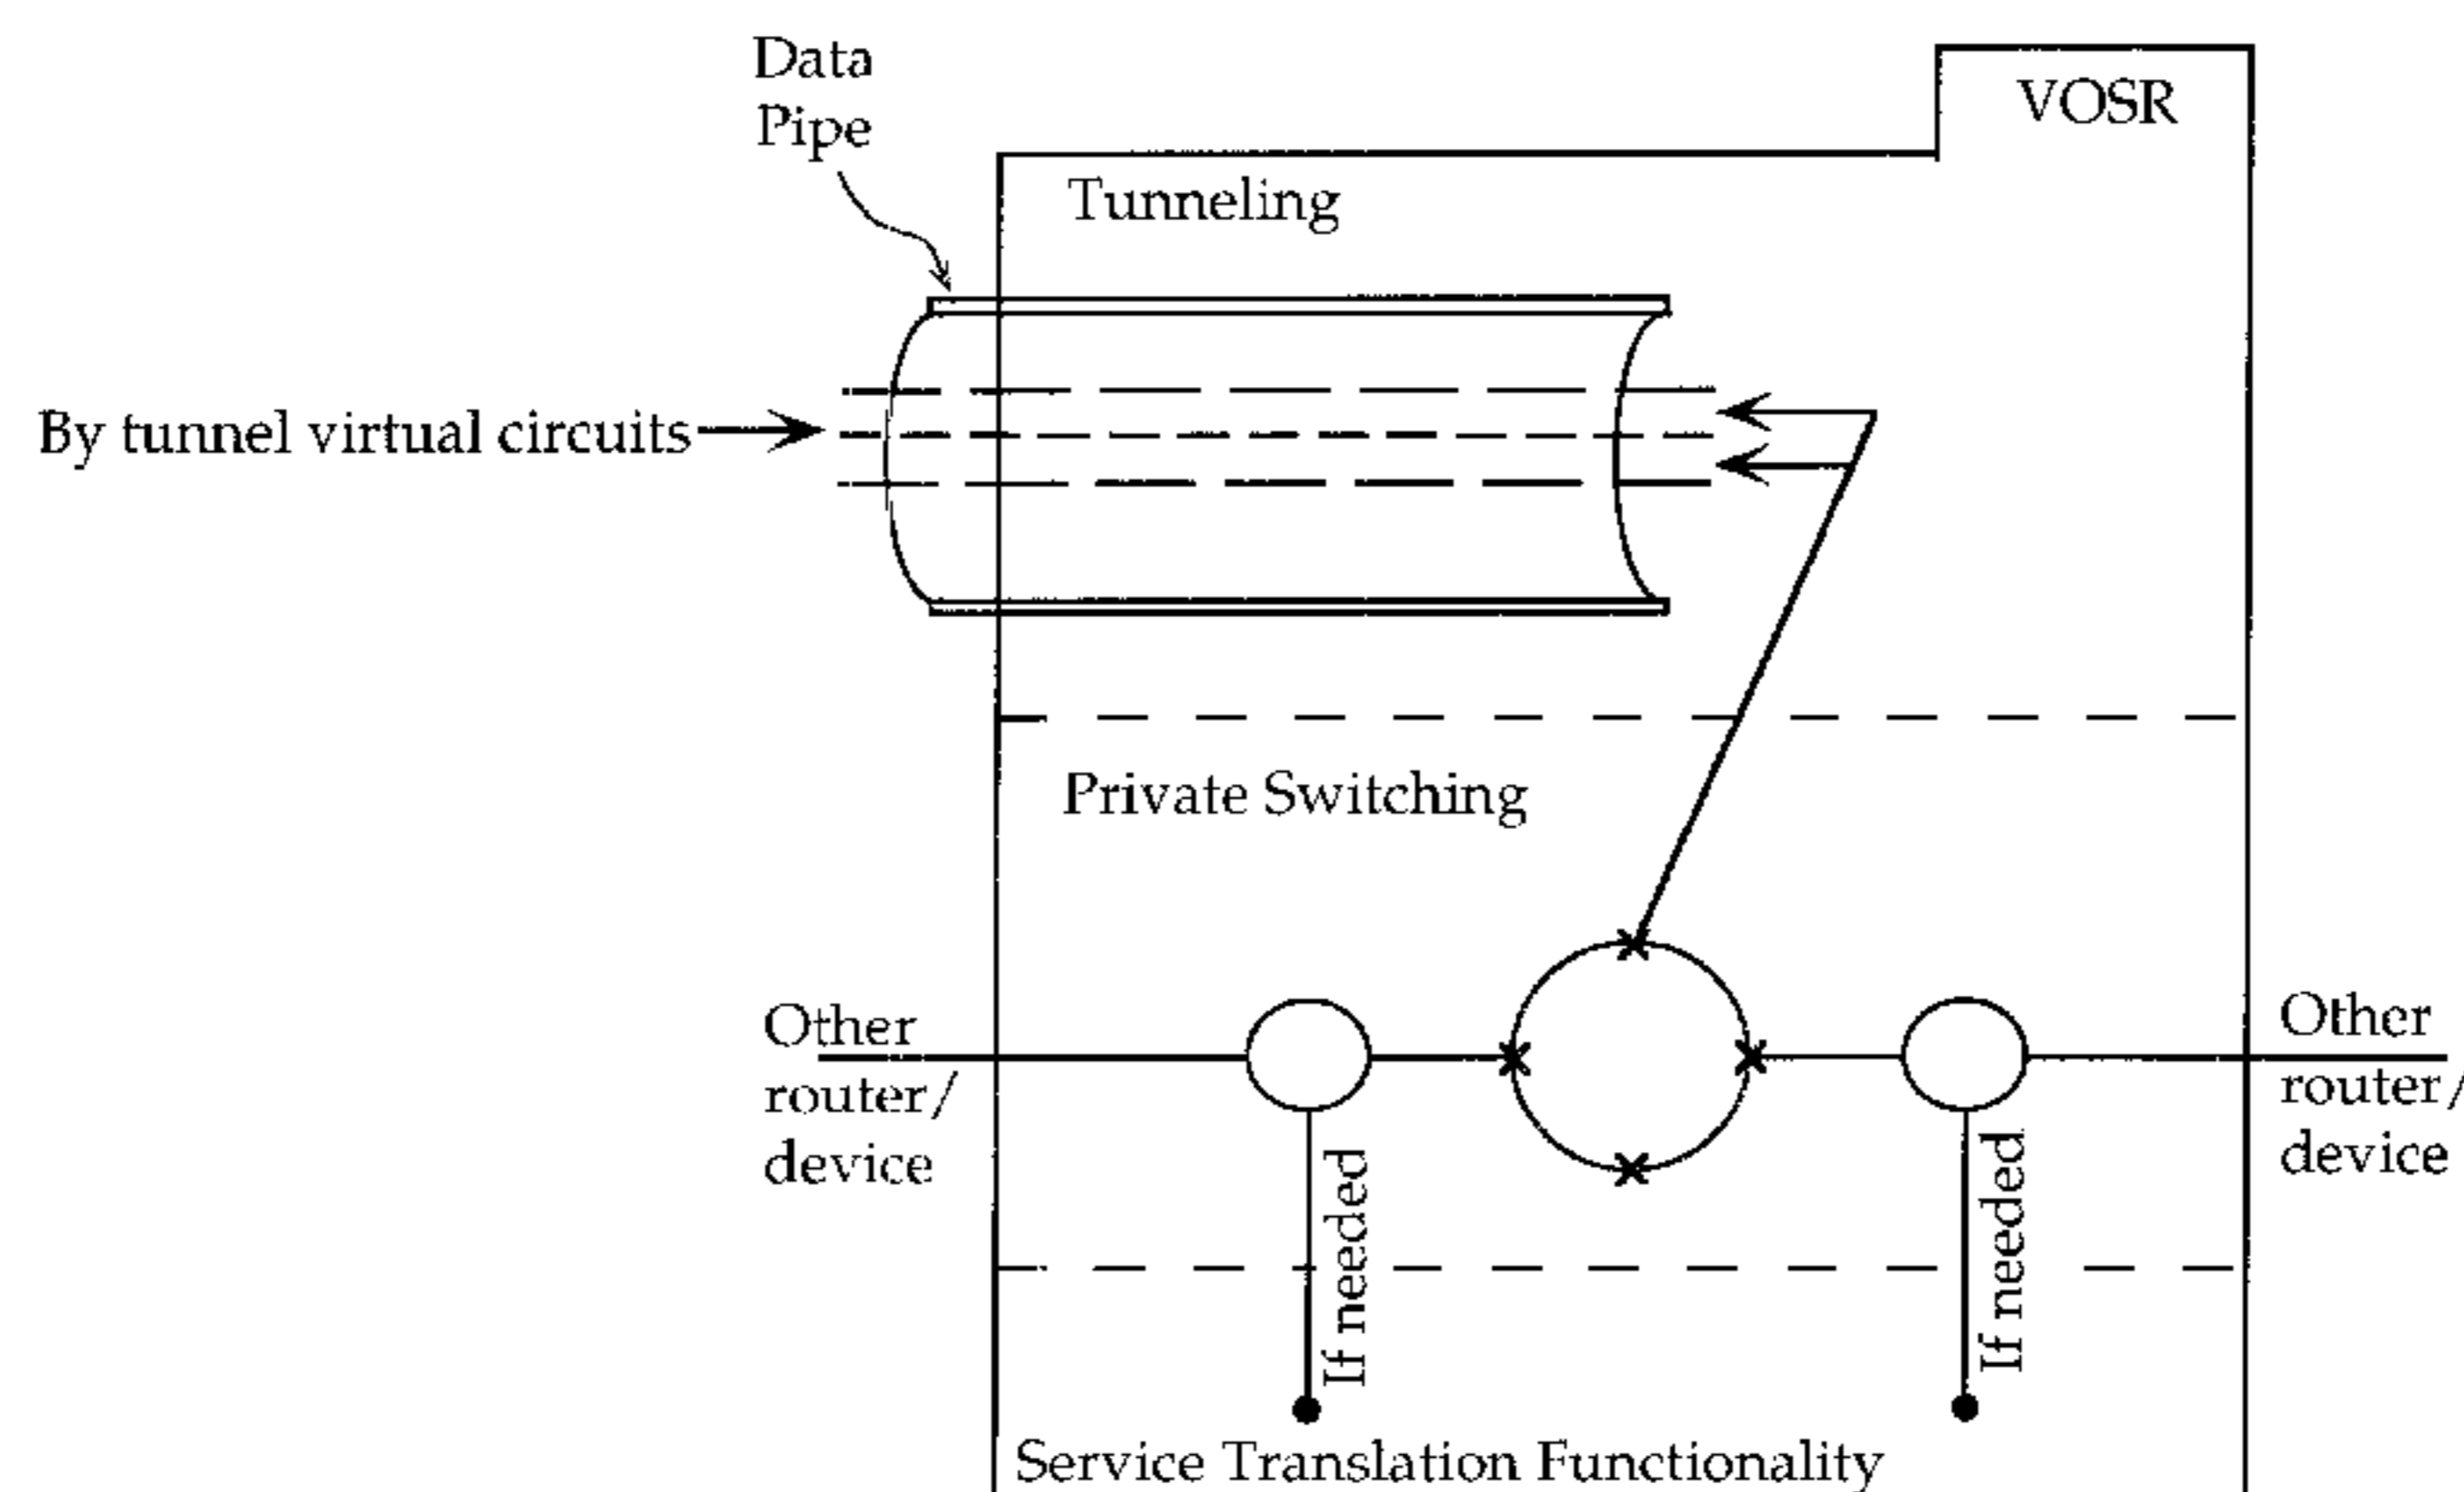 Data
Pipe
VOSR
Tunneling
By tunnel virtual circuits
Private Switching
Other
router/
device
Other
router/
device
If needed
If needed
Service Translation Functionality